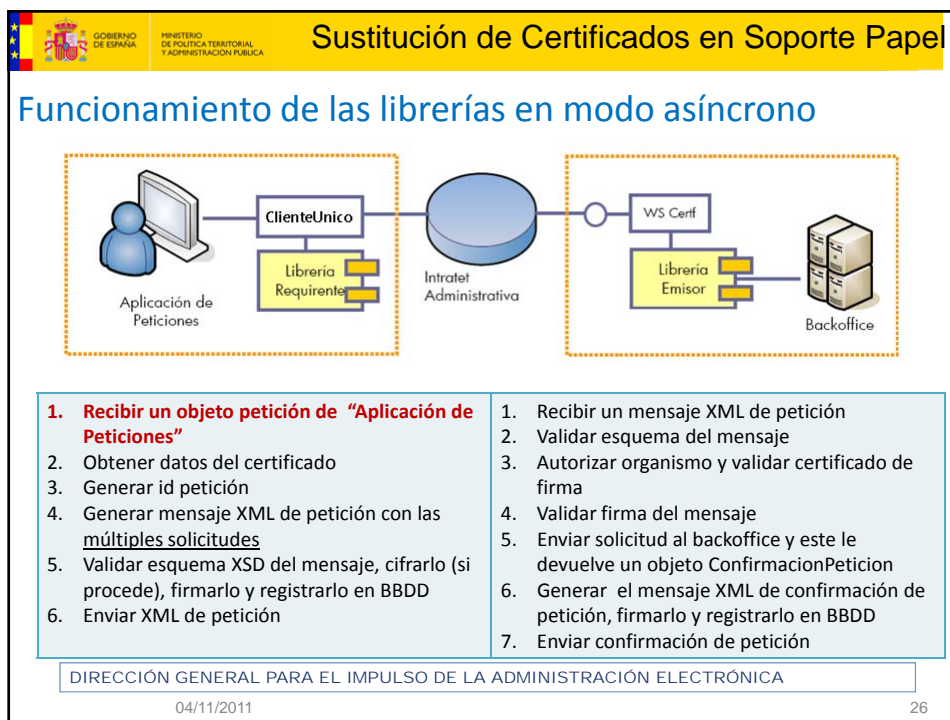 GOBIERNO
DE ESPAÑA
MINISTERIO
DE POLITICA TERRITORIAL
Y ADMINISTRACION PUBLICA
Sustitución de Certificados en Soporte Papel
Funcionamiento de las librerías en modo asíncrono
ClienteUnico
WS Certf
Librería
Requirente
Librería
Emisor
Intratet
Administrativa
Aplicación de
Peticiones
Backoffice
1. Recibir un objeto petición de “Aplicación de
Peticiones”
2. Obtener datos del certificado
3. Generar id petición
4. Generar mensaje XML de petición con las
múltiples solicitudes
5. Validar esquema XSD del mensaje, cifrarlo (si
procede), firmarlo y registrarlo en BBDD
6. Enviar XML de petición
1. Recibir un mensaje XML de petición
2. Validar esquema del mensaje
3. Autorizar organismo y validar certificado de
firma
4. Validar firma del mensaje
5. Enviar solicitud al backoffice y este le
devuelve un objeto ConfirmacionPeticion
6. Generar el mensaje XML de confirmación de
petición, firmarlo y registrarlo en BBDD
7. Enviar confirmación de petición
DIRECCIÓN GENERAL PARA EL IMPULSO DE LA ADMINISTRACIÓN ELECTRÓNICA
04/11/2011
26